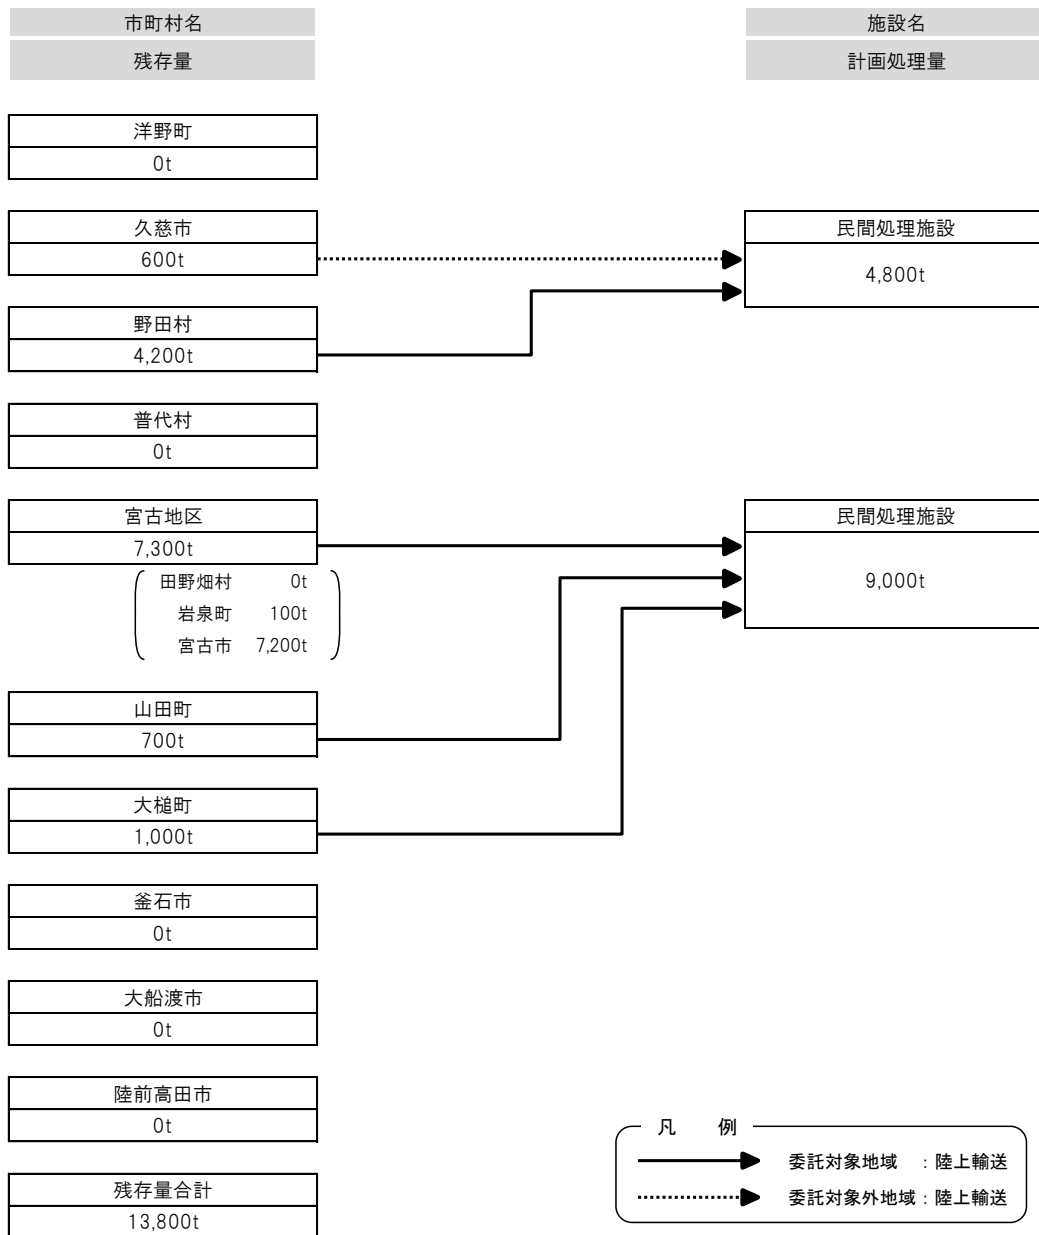 市町村名
残存量
施設名
計画処理量
洋野町
0t
久慈市
600t
民間処理施設
4,800t
野田村
4,200t
普代村
0t
宮古地区
7,300t
田野畑村 0t
岩泉町 100t
宮古市 7,200t
民間処理施設
9,000t
山田町
700t
大槌町
1,000t
釜石市
0t
大船渡市
0t
陸前高田市
0t
残存量合計
13,800t
凡 例
委託対象地域 : 陸上輸送
委託対象外地域 : 陸上輸送